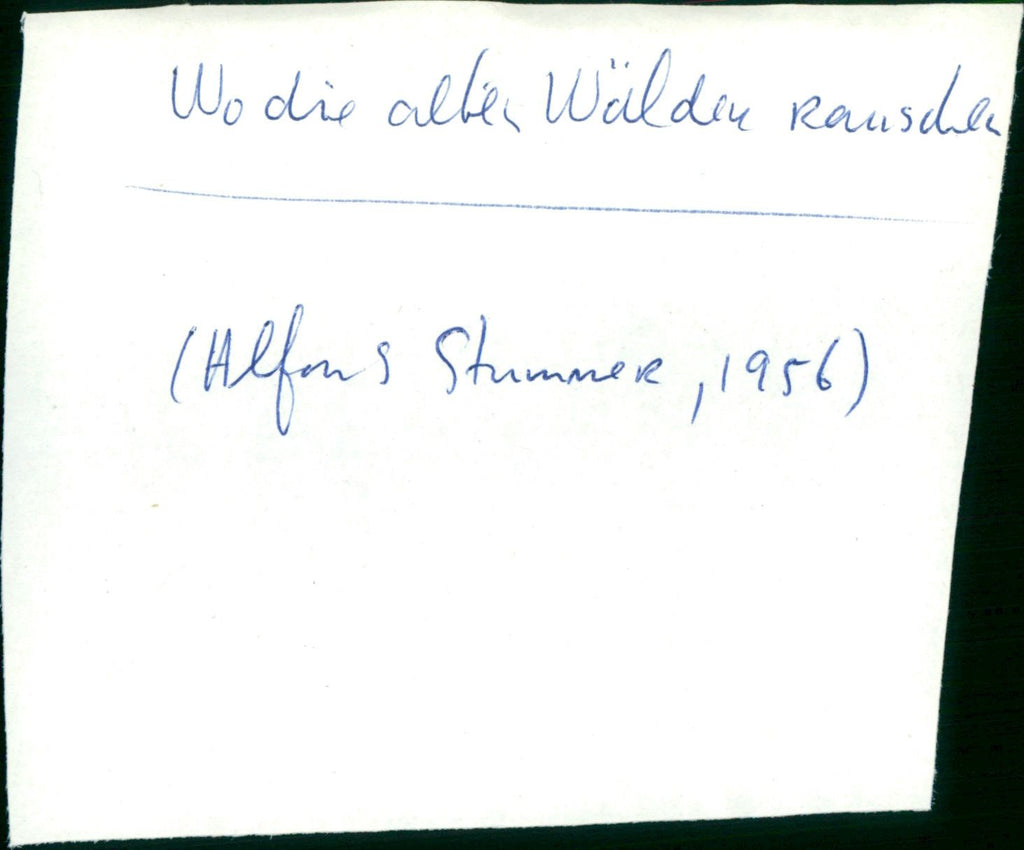 Wo die alten Wälder rauschen
(Alfons Stummer, 1956)